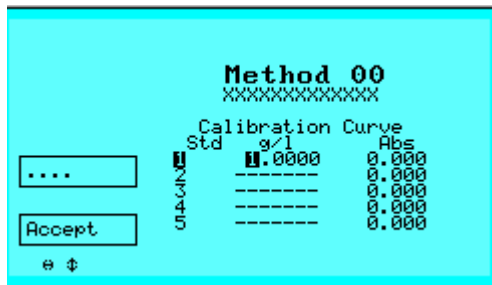 Method 00
XXXXXXXXXXXXX
Calibration Curve
Std g/l Abs
1 1.0000 0.000
2 ------- 0.000
3 ------- 0.000
4 ------- 0.000
5 ------- 0.000
....
Accept